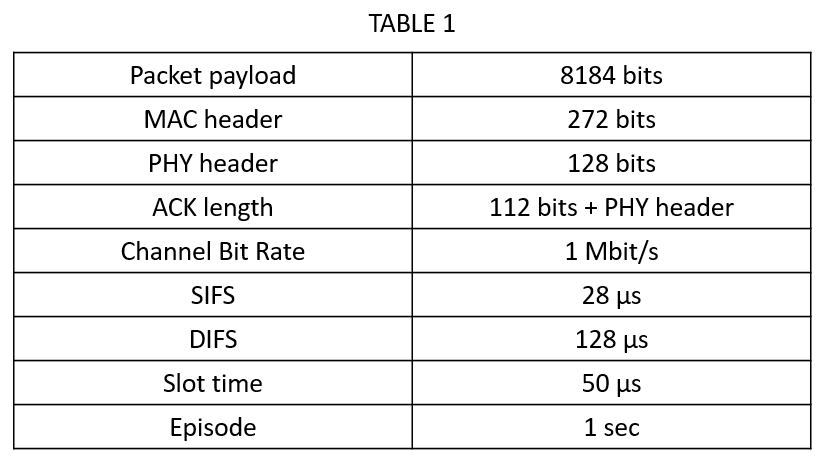 TABLE 1
Packet payload 8184 bits
MAC header 272 bits
PHY header 128 bits
ACK length 112 bits + PHY header
Channel Bit Rate 1 Mbit/s
SIFS 28 μs
DIFS 128 μs
Slot time 50 μs
Episode 1 sec